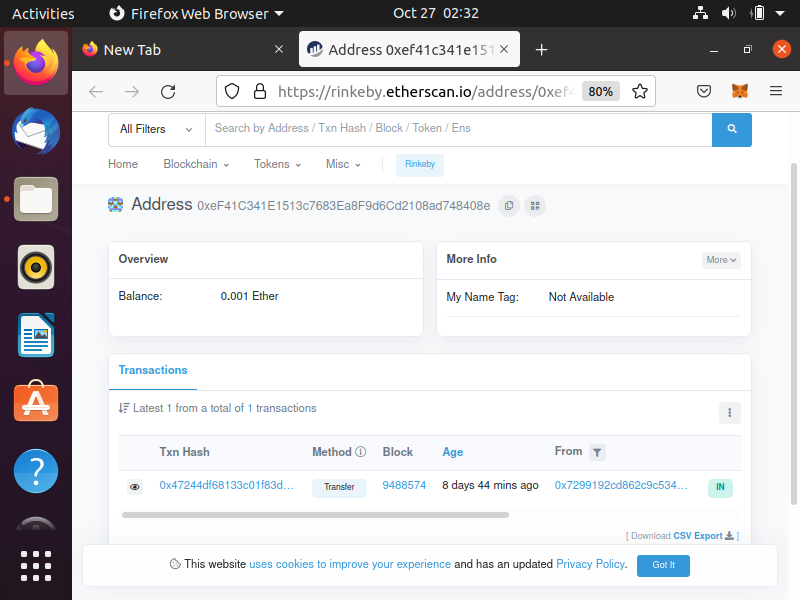 Activities
Firefox Web Browser
Oct 27 02:32
New Tab
Address 0xef41c341e151
https://rinkeby.etherscan.io/address/0xef4
80%
All Filters
Search by Address / Txn Hash / Block / Token / Ens
Home
Blockchain
Tokens
Misc
Rinkeby
Address 0xeF41C341E1513c7683Ea8F9d6Cd2108ad748408e
Overview
Balance: 0.001 Ether
More Info
More
My Name Tag: Not Available
Transactions
Latest 1 from a total of 1 transactions
Txn Hash Method Block Age From
0x47244df68133c01f83d... Transfer 9488574 8 days 44 mins ago 0x7299192cd862c9c534... IN
[ Download CSV Export ]
This website uses cookies to improve your experience and has an updated Privacy Policy.
Got It